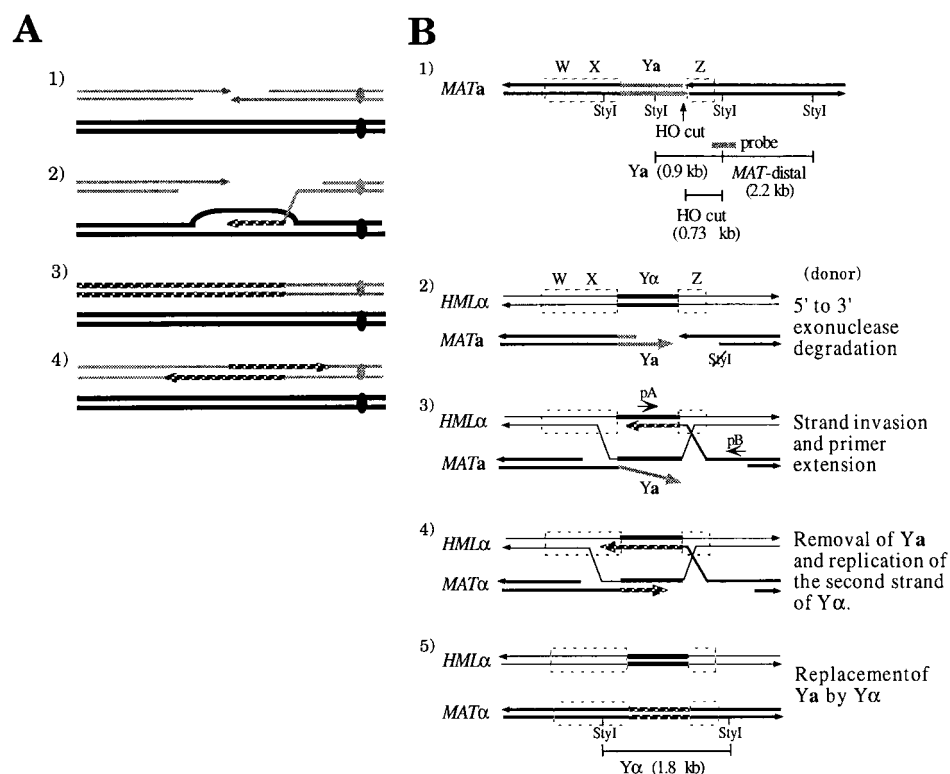 A
1)
2)
3)
4)
B
1)
W X Ya Z
MATa
StyI StyI StyI StyI
HO cut
probe
Ya (0.9 kb) MAT-distal
(2.2 kb)
HO cut
(0.73 kb)
2)
W X Yα Z
HMLα
MATa
Ya
StyI
(donor)
5' to 3'
exonuclease
degradation
3)
pA
HMLα
pB
MATa
Ya
Strand invasion
and primer
extension
4)
HMLα
MATα
Removal of Ya
and replication of
the second strand
of Yα.
5)
HMLα
MATα
StyI StyI
Yα (1.8 kb)
Replacement of
Ya by Yα